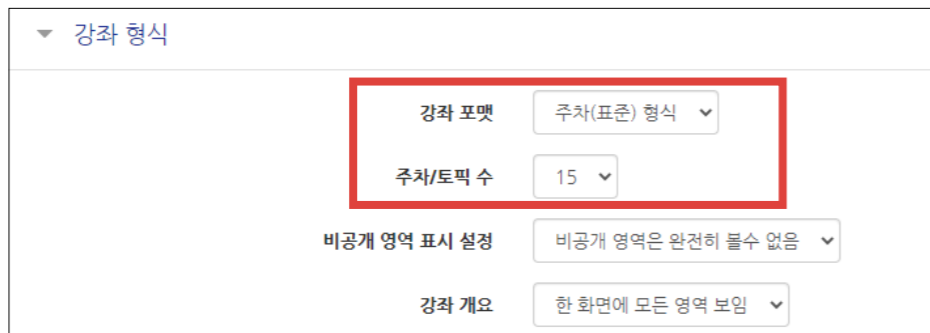 강좌 형식
강좌 포맷 주차(표준) 형식
주차/토픽 수 15
비공개 영역 표시 설정 비공개 영역은 완전히 볼수 없음
강좌 개요 한 화면에 모든 영역 보임